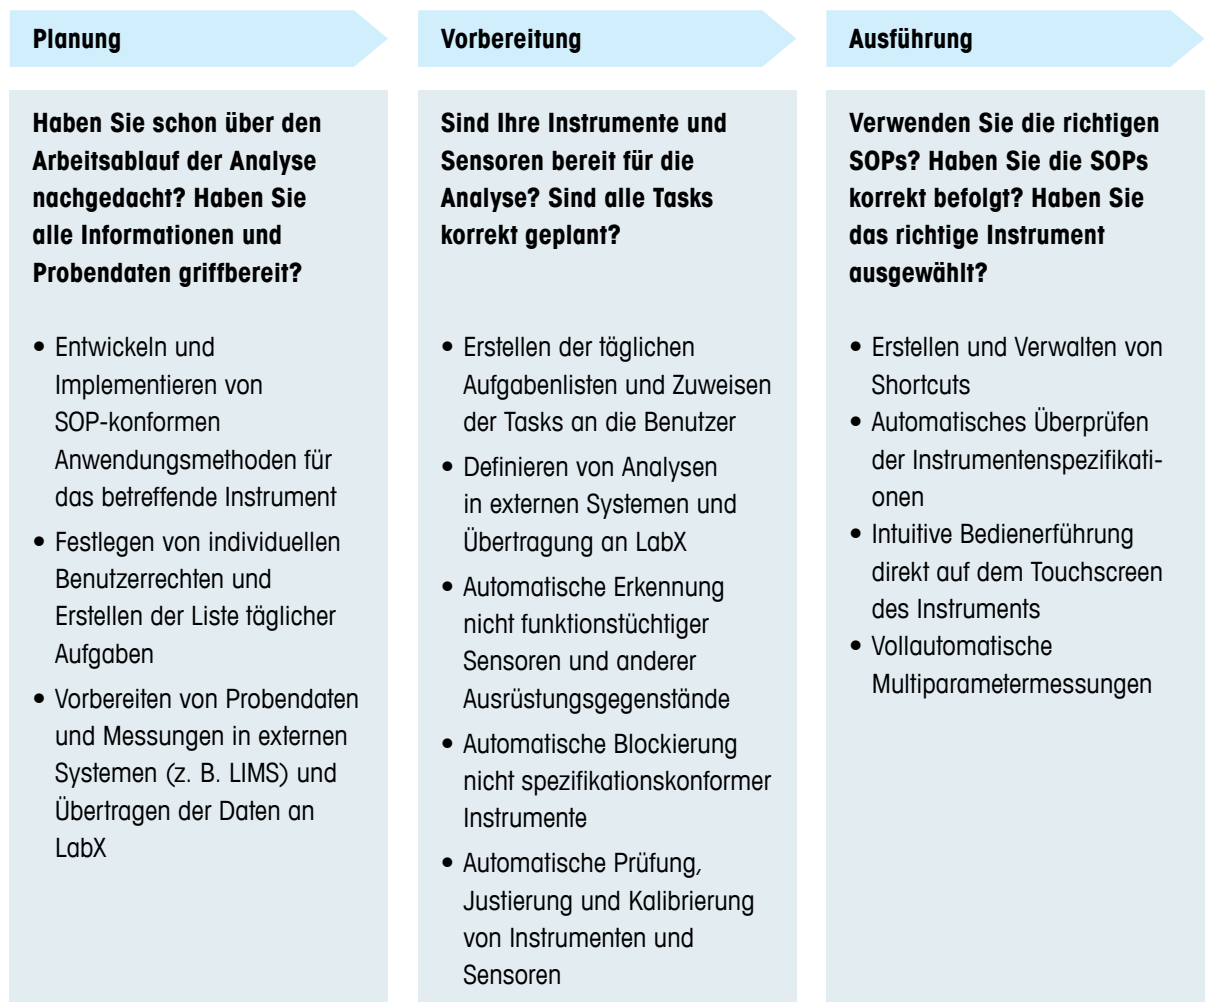 Planung
Haben Sie schon über den
Arbeitsablauf der Analyse
nachgedacht? Haben Sie
alle Informationen und
Probendaten griffbereit?
• Entwickeln und
Implementieren von
SOP-konformen
Anwendungsmethoden für
das betreffende Instrument
• Festlegen von individuellen
Benutzerrechten und
Erstellen der Liste täglicher
Aufgaben
• Vorbereiten von Probendaten
und Messungen in externen
Systemen (z. B. LIMS) und
Übertragen der Daten an
LabX
Vorbereitung
Sind Ihre Instrumente und
Sensoren bereit für die
Analyse? Sind alle Tasks
korrekt geplant?
• Erstellen der täglichen
Aufgabenlisten und Zuweisen
der Tasks an die Benutzer
• Definieren von Analysen
in externen Systemen und
Übertragung an LabX
• Automatische Erkennung
nicht funktionstüchtiger
Sensoren und anderer
Ausrüstungsgegenstände
• Automatische Blockierung
nicht spezifikationskonformer
Instrumente
• Automatische Prüfung,
Justierung und Kalibrierung
von Instrumenten und
Sensoren
Ausführung
Verwenden Sie die richtigen
SOPs? Haben Sie die SOPs
korrekt befolgt? Haben Sie
das richtige Instrument
ausgewählt?
• Erstellen und Verwalten von
Shortcuts
• Automatisches Überprüfen
der Instrumentenspezifikati-
onen
• Intuitive Bedienerführung
direkt auf dem Touchscreen
des Instruments
• Vollautomatische
Multiparametermessungen